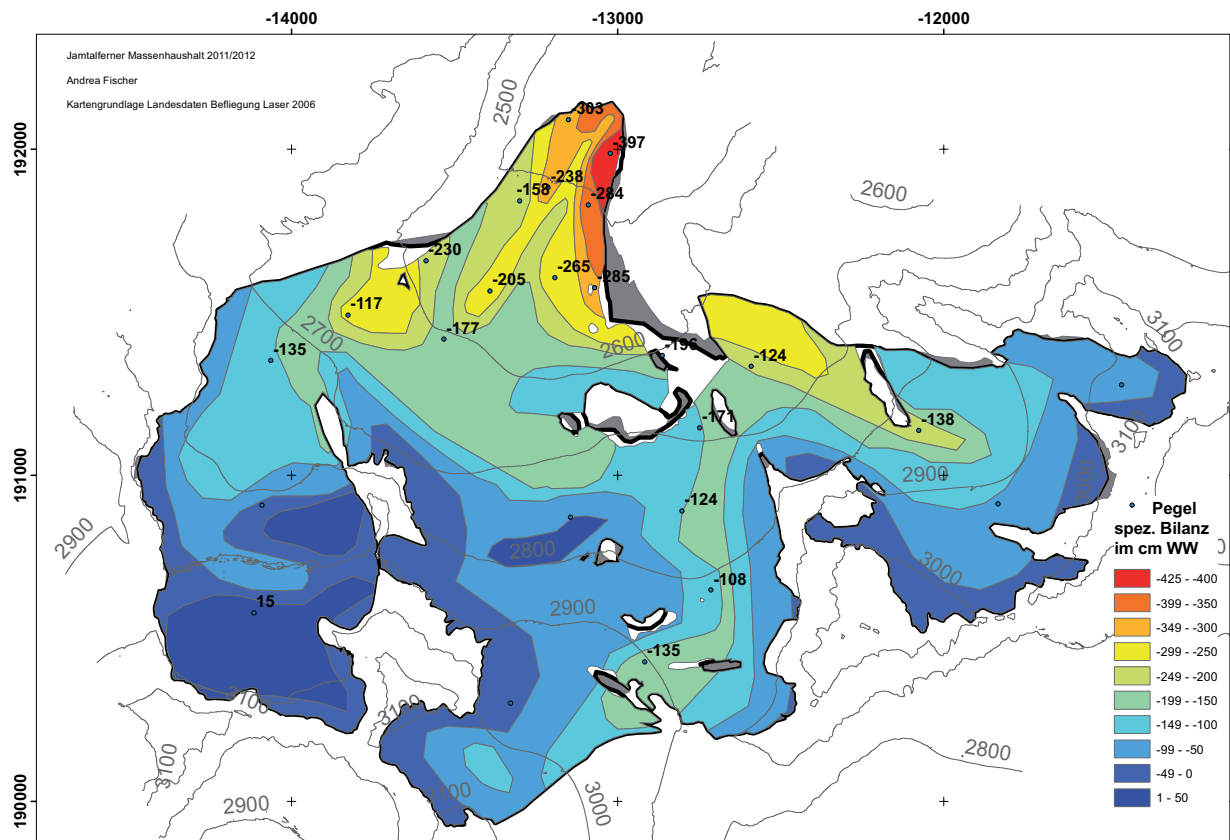 -14000 -13000 -12000
Jamtalferner Massenhaushalt 2011/2012
Andrea Fischer
Kartengrundlage Landesdaten Befliegung Laser 2006
2500
-303
192000
-397
-238
-158
-284
2600
-230
-265
-205
-285
-117
3100
-177
2700
2600
-196
-135
-124
-171
-138
3100
191000
2900
3000
-124
2900
Pegel
spez. Bilanz
im cm WW
2800
3000
-108
-425 - -400
15
2900
-399 - -350
-349 - -300
-135
-299 - -250
-249 - -200
3100
3100
-199 - -150
2800
-149 - -100
3100
-99 - -50
3100
3000
-49 - 0
190000
2900
1 - 50